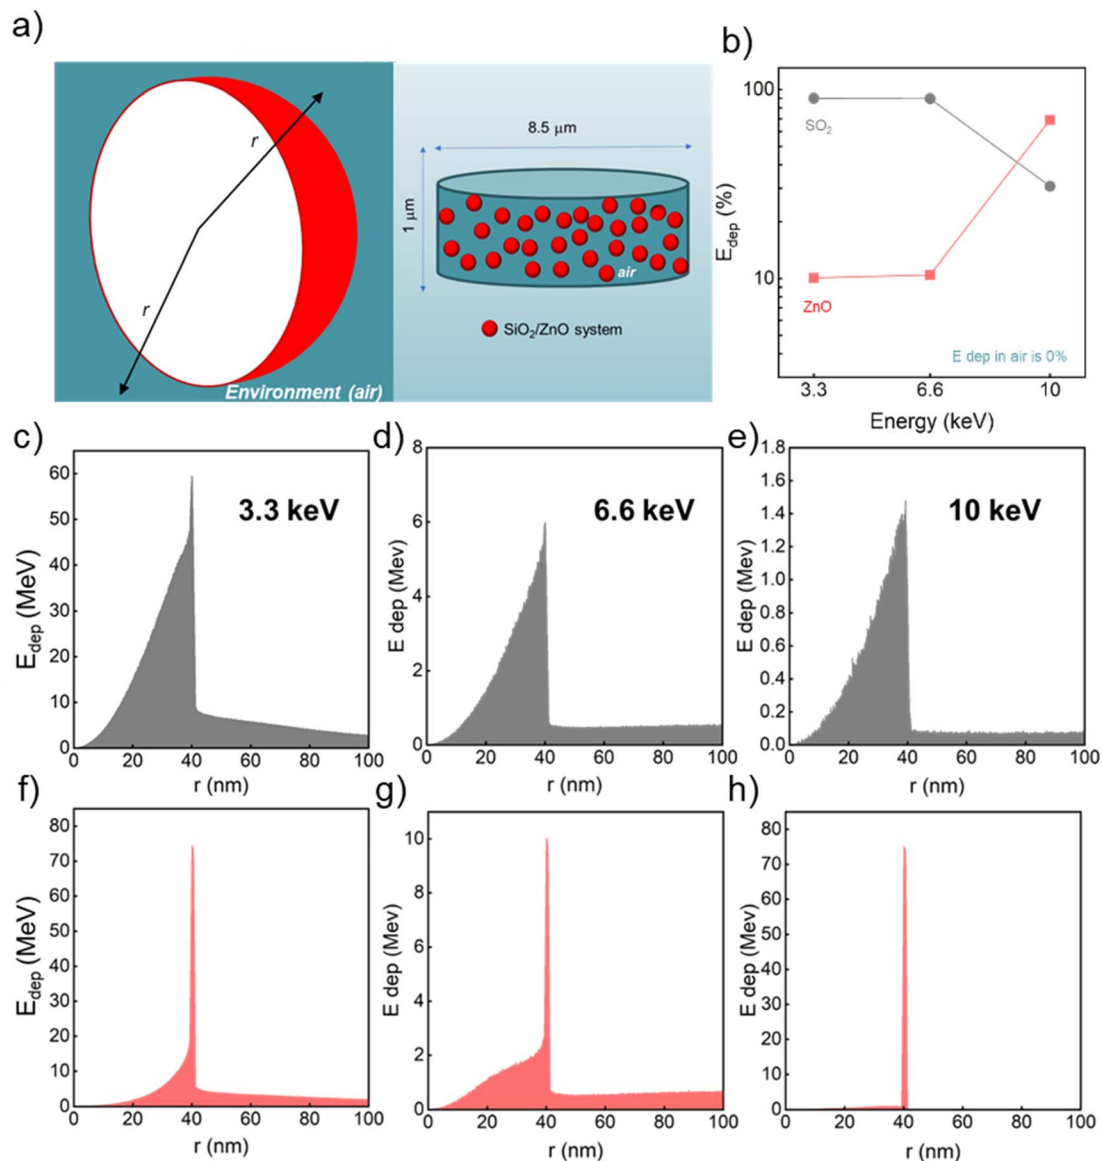 a)
r
r
Environment (air)
8.5 μm
1 μm
air
SiO₂/ZnO system
b)
100
10
E_dep (%)
SO₂
ZnO
E dep in air is 0%
3.3 6.6 10
Energy (keV)
c)
3.3 keV
60
50
40
30
20
10
0
E_dep (MeV)
0 20 40 60 80 100
r (nm)
d)
6.6 keV
8
6
4
2
0
E dep (Mev)
0 20 40 60 80 100
r (nm)
e)
10 keV
1.8
1.6
1.4
1.2
1.0
0.8
0.6
0.4
0.2
0.0
E dep (Mev)
0 20 40 60 80 100
r (nm)
f)
80
70
60
50
40
30
20
10
0
E_dep (MeV)
0 20 40 60 80 100
r (nm)
g)
10
8
6
4
2
0
E dep (Mev)
0 20 40 60 80 100
r (nm)
h)
80
70
60
50
40
30
20
10
0
E dep (Mev)
0 20 40 60 80 100
r (nm)